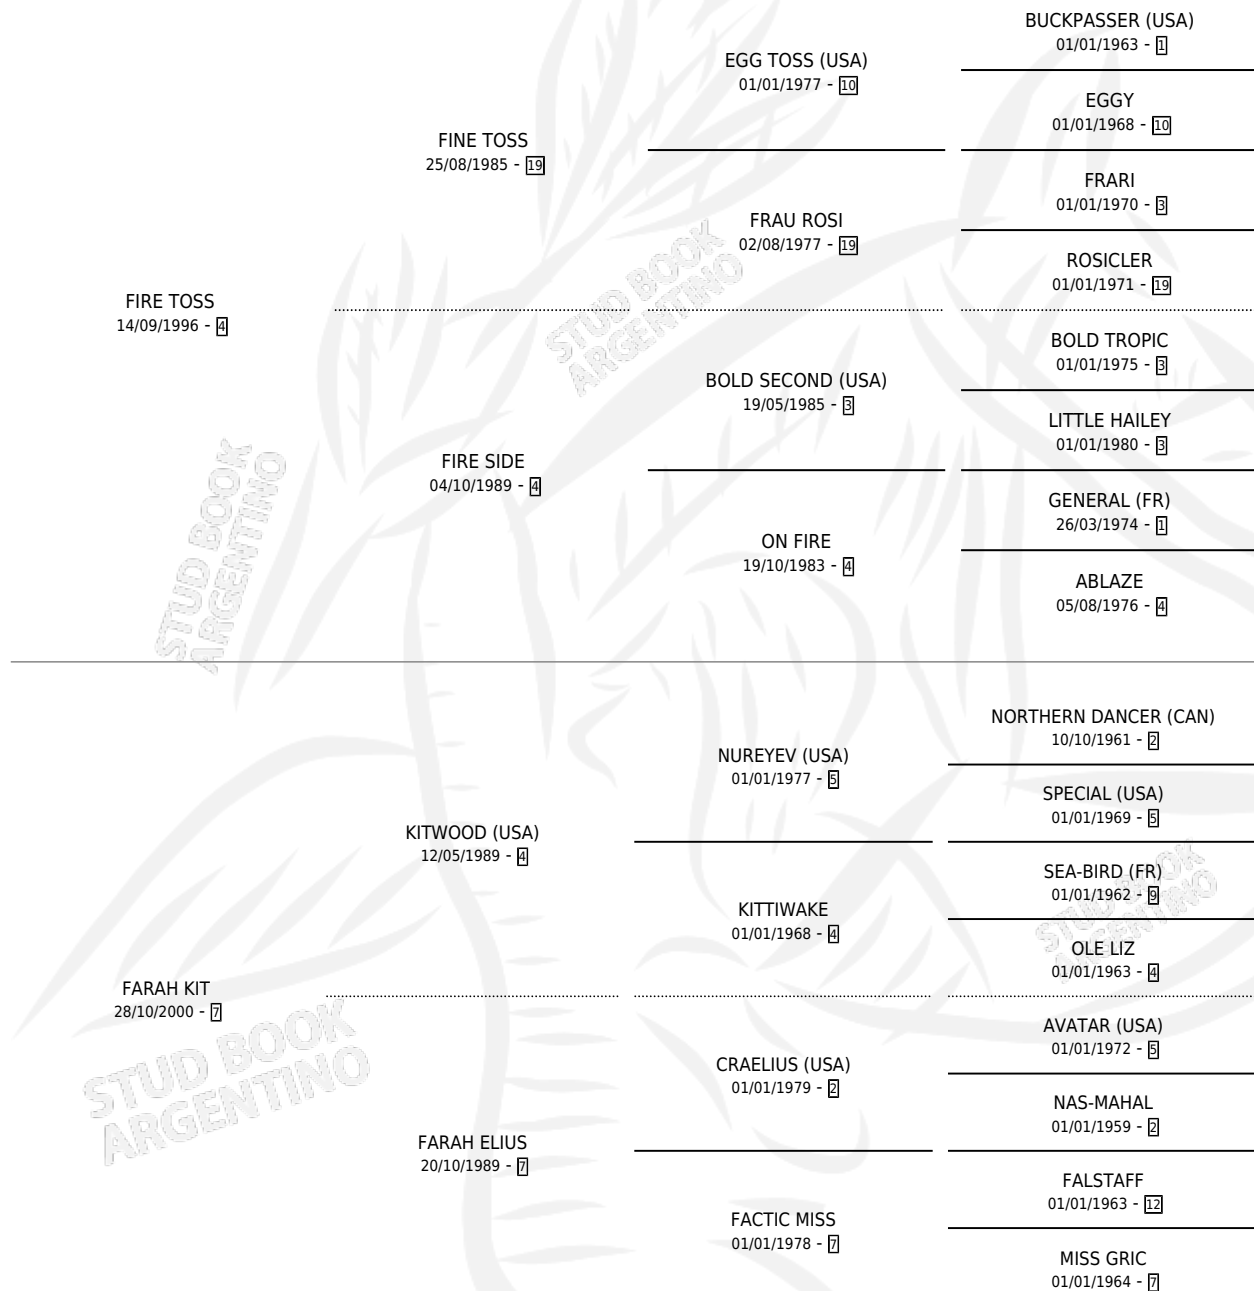 BUCKPASSER (USA)
01/01/1963 - 1
EGG TOSS (USA)
01/01/1977 - 10
EGGY
01/01/1968 - 10
FINE TOSS
25/08/1985 - 19
FRARI
01/01/1970 - 3
FRAU ROSI
02/08/1977 - 19
ROSICLER
01/01/1971 - 19
FIRE TOSS
14/09/1996 - 4
BOLD TROPIC
01/01/1975 - 3
BOLD SECOND (USA)
19/05/1985 - 3
LITTLE HAILEY
01/01/1980 - 3
FIRE SIDE
04/10/1989 - 4
GENERAL (FR)
26/03/1974 - 1
ON FIRE
19/10/1983 - 4
ABLAZE
05/08/1976 - 4
NORTHERN DANCER (CAN)
10/10/1961 - 2
NUREYEV (USA)
01/01/1977 - 5
SPECIAL (USA)
01/01/1969 - 5
KITWOOD (USA)
12/05/1989 - 4
SEA-BIRD (FR)
01/01/1962 - 9
KITTIWAKE
01/01/1968 - 4
OLE LIZ
01/01/1963 - 4
FARAH KIT
28/10/2000 - 7
AVATAR (USA)
01/01/1972 - 5
CRAELIUS (USA)
01/01/1979 - 2
NAS-MAHAL
01/01/1959 - 2
FARAH ELIUS
20/10/1989 - 7
FALSTAFF
01/01/1963 - 12
FACTIC MISS
01/01/1978 - 7
MISS GRIC
01/01/1964 - 7
STUD BOOK
ARGENTINO
STUD BOOK
ARGENTINO
STUD BOOK
ARGENTINO
STUD BOOK
ARGENTINO